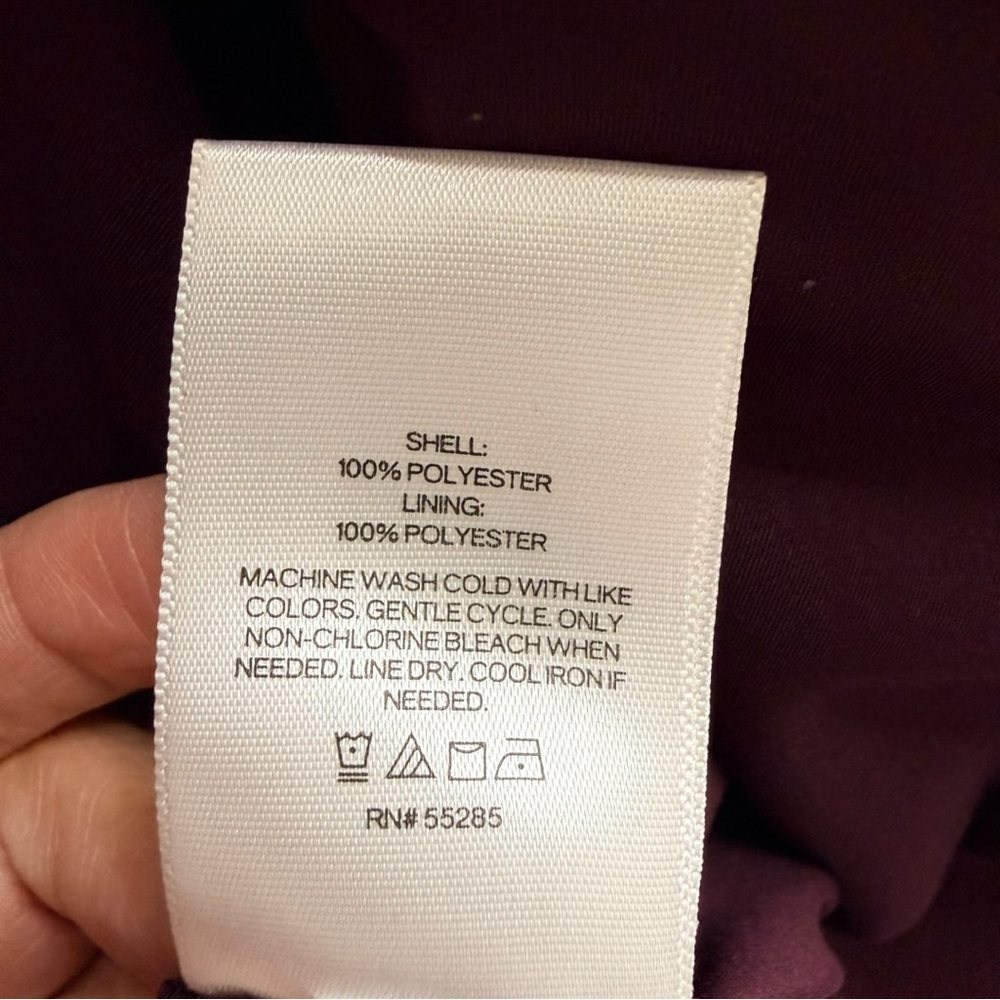 SHELL:
100% POLYESTER
LINING:
100% POLYESTER
MACHINE WASH COLD WITH LIKE
COLORS. GENTLE CYCLE. ONLY
NON-CHLORINE BLEACH WHEN
NEEDED. LINE DRY. COOL IRON IF
NEEDED.
RN# 55285